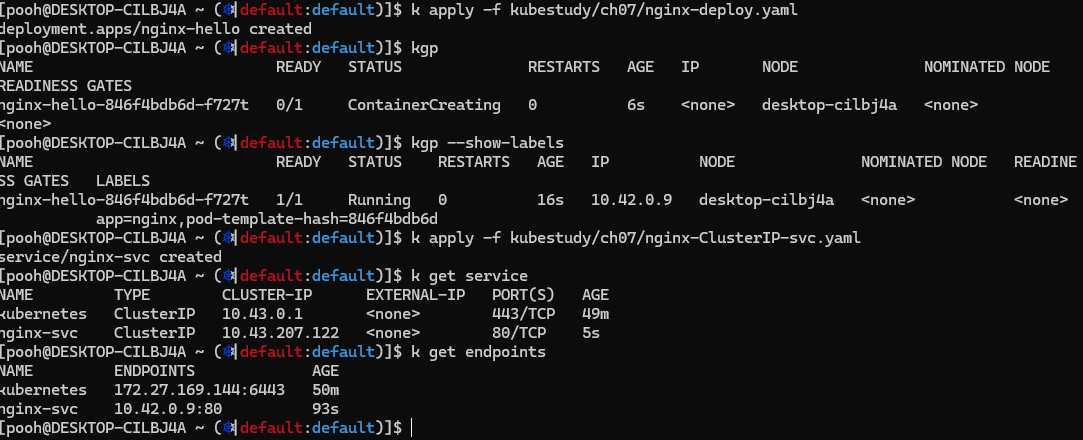 [pooh@DESKTOP-CILBJ4A ~ (⎈|default:default)]$ k apply -f kubestudy/ch07/nginx-deploy.yaml
deployment.apps/nginx-hello created
[pooh@DESKTOP-CILBJ4A ~ (⎈|default:default)]$ kgp
NAME                           READY   STATUS              RESTARTS   AGE   IP       NODE              NOMINATED NODE
READINESS GATES
nginx-hello-846f4bdb6d-f727t   0/1     ContainerCreating   0          6s    <none>   desktop-cilbj4a   <none>
<none>
[pooh@DESKTOP-CILBJ4A ~ (⎈|default:default)]$ kgp --show-labels
NAME                           READY   STATUS    RESTARTS   AGE   IP          NODE              NOMINATED NODE   READINE
SS GATES   LABELS
nginx-hello-846f4bdb6d-f727t   1/1     Running   0          16s   10.42.0.9   desktop-cilbj4a   <none>           <none>
           app=nginx,pod-template-hash=846f4bdb6d
[pooh@DESKTOP-CILBJ4A ~ (⎈|default:default)]$ k apply -f kubestudy/ch07/nginx-ClusterIP-svc.yaml
service/nginx-svc created
[pooh@DESKTOP-CILBJ4A ~ (⎈|default:default)]$ k get service
NAME         TYPE        CLUSTER-IP      EXTERNAL-IP   PORT(S)   AGE
kubernetes   ClusterIP   10.43.0.1       <none>        443/TCP   49m
nginx-svc    ClusterIP   10.43.207.122   <none>        80/TCP    5s
[pooh@DESKTOP-CILBJ4A ~ (⎈|default:default)]$ k get endpoints
NAME         ENDPOINTS             AGE
kubernetes   172.27.169.144:6443   50m
nginx-svc    10.42.0.9:80          93s
[pooh@DESKTOP-CILBJ4A ~ (⎈|default:default)]$